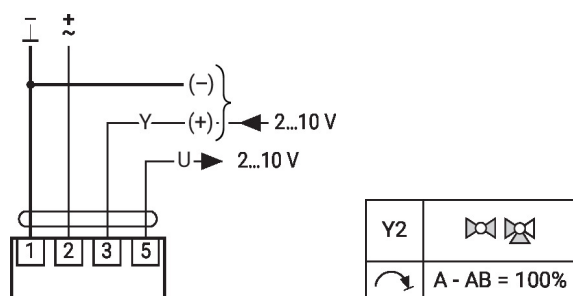 – +
⊥ ~
(–)
Y (+) 2...10 V
U 2...10 V
1 2 3 5
Y2
A - AB = 100%